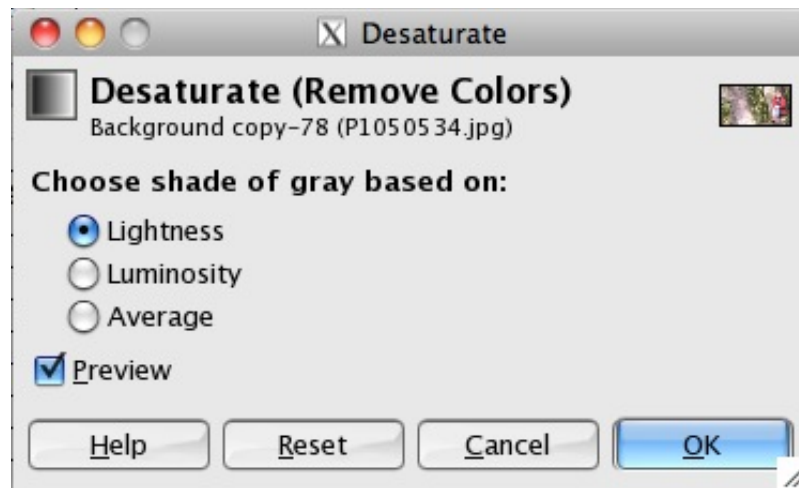 X Desaturate
Desaturate (Remove Colors)
Background copy-78 (P1050534.jpg)
Choose shade of gray based on:
Lightness
Luminosity
Average
Preview
Help Reset Cancel OK